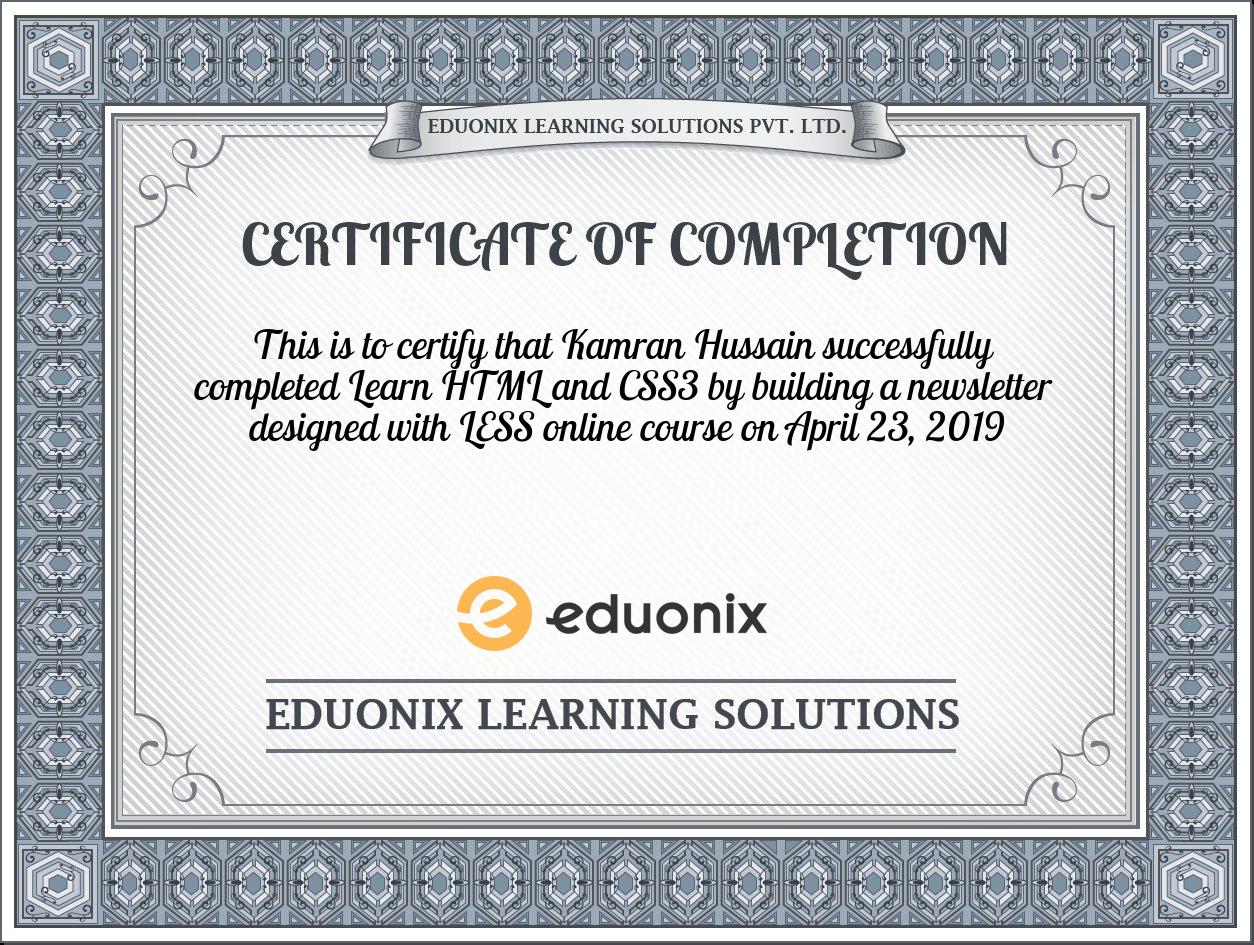 EDUONIX LEARNING SOLUTIONS PVT. LTD.
CERTIFICATE OF COMPLETION
This is to certify that Kamran Hussain successfully
completed Learn HTML and CSS3 by building a newsletter
designed with LESS online course on April 23, 2019
e eduonix
EDUONIX LEARNING SOLUTIONS